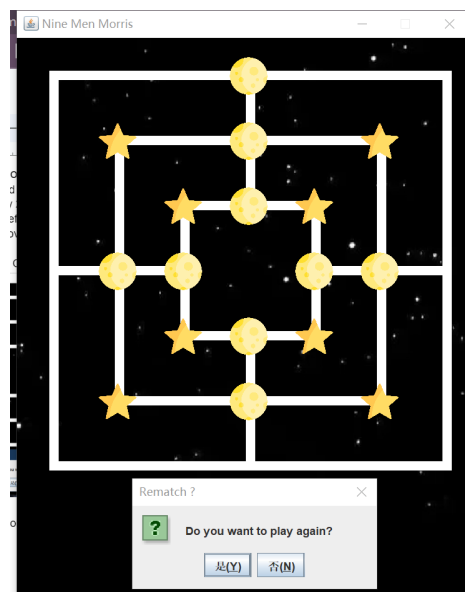 Nine Men Morris
Rematch ?
Do you want to play again?
是(Y) 否(N)